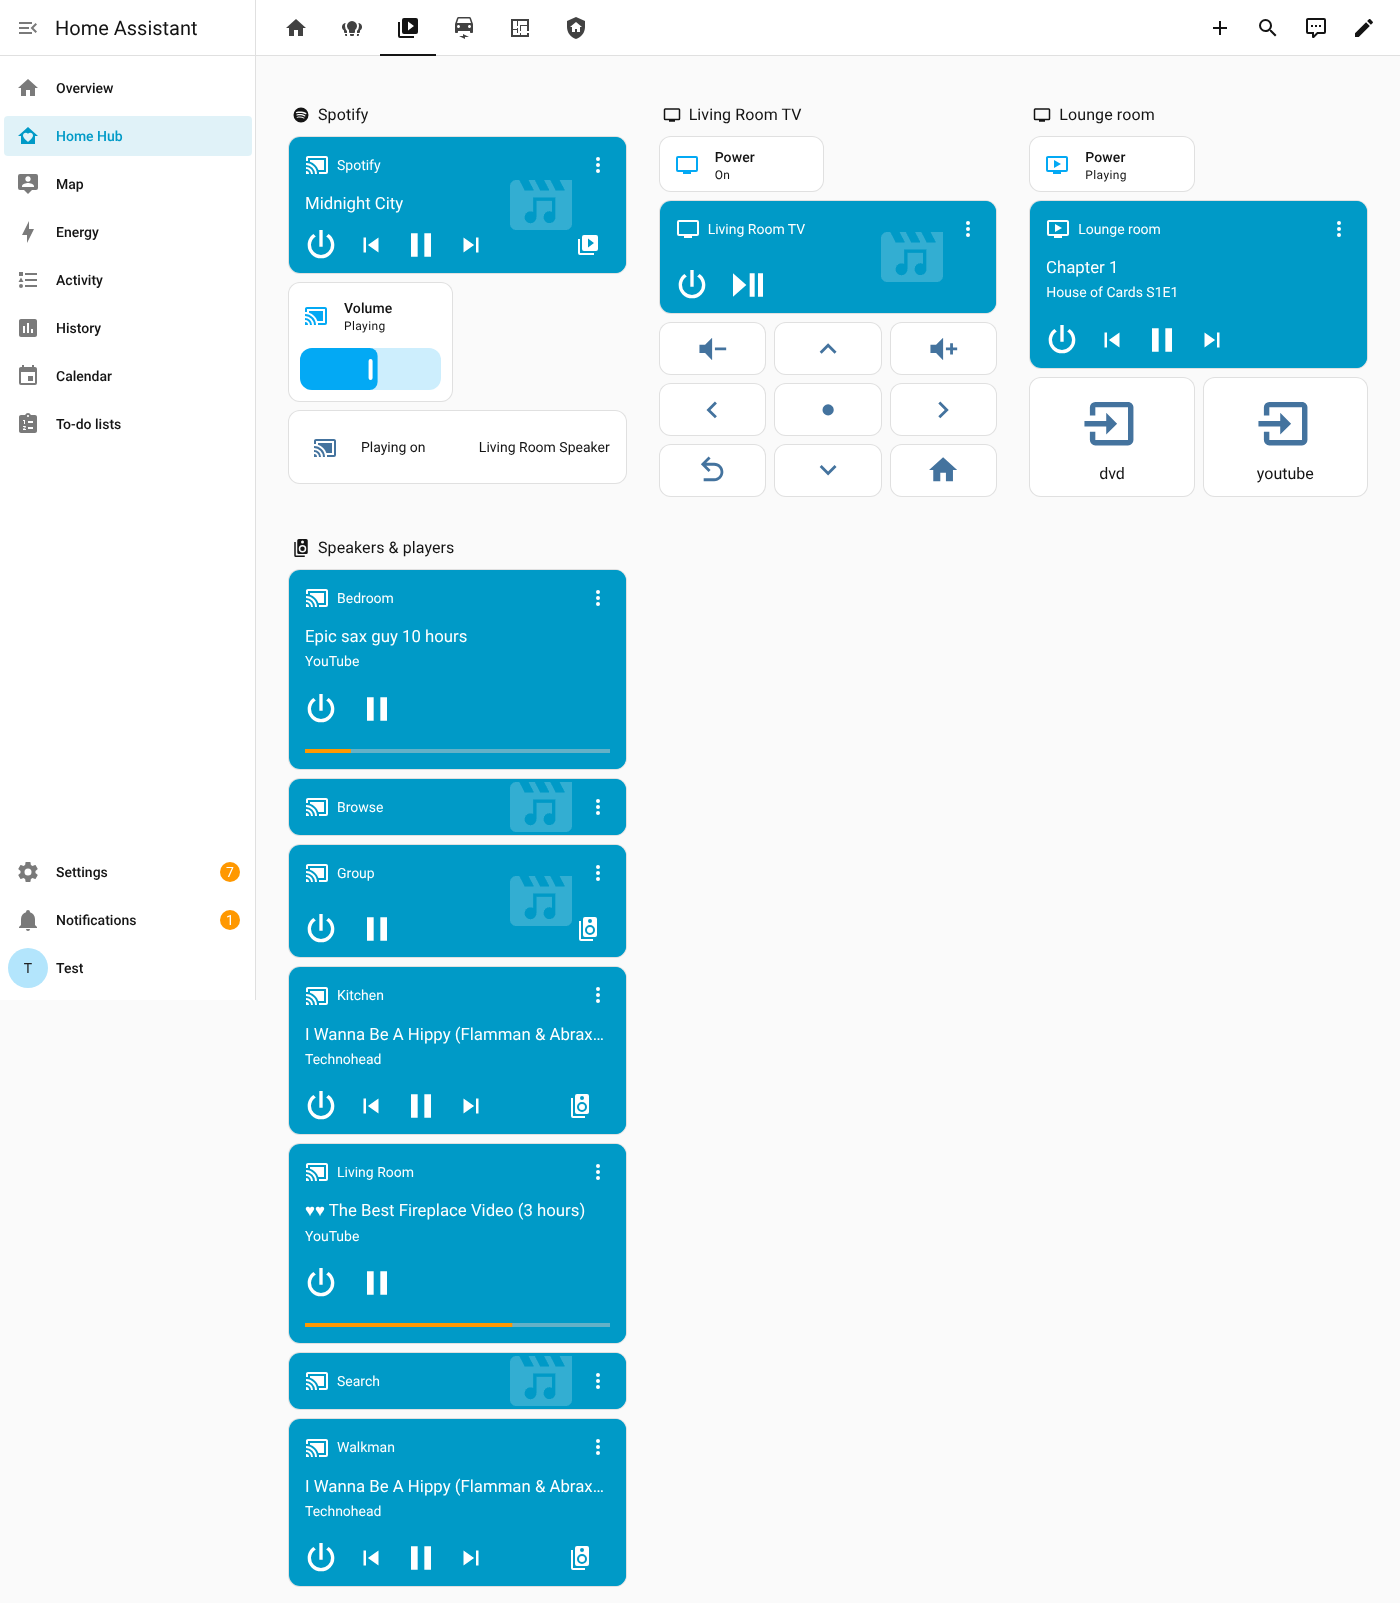 Home Assistant
Overview
Home Hub
Map
Energy
Activity
History
Calendar
To-do lists
Settings
7
Notifications
1
T
Test
Spotify
Spotify
Midnight City
Volume
Playing
Playing on
Living Room Speaker
Living Room TV
Power
On
Living Room TV
Lounge room
Power
Playing
Lounge room
Chapter 1
House of Cards S1E1
dvd
youtube
Speakers & players
Bedroom
Epic sax guy 10 hours
YouTube
Browse
Group
Kitchen
I Wanna Be A Hippy (Flamman & Abrax...
Technohead
Living Room
♥♥ The Best Fireplace Video (3 hours)
YouTube
Search
Walkman
I Wanna Be A Hippy (Flamman & Abrax...
Technohead